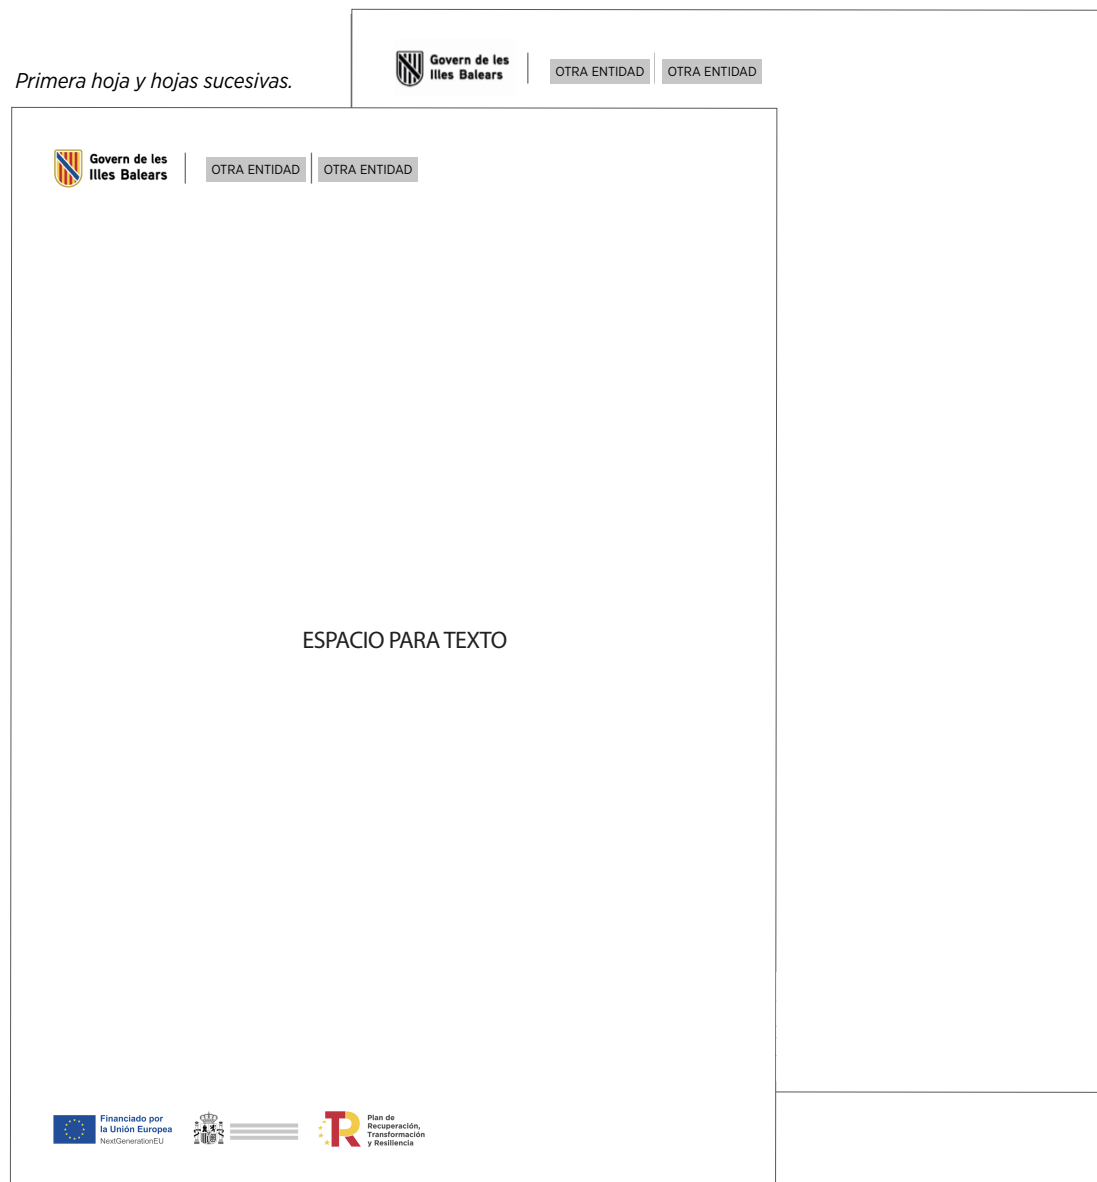 Primera hoja y hojas sucesivas.
Govern de les
Illes Balears
OTRA ENTIDAD
OTRA ENTIDAD
Govern de les
Illes Balears
OTRA ENTIDAD
OTRA ENTIDAD
ESPACIO PARA TEXTO
Financiado por
la Unión Europea
NextGenerationEU
Plan de
Recuperación,
Transformación
y Resiliencia